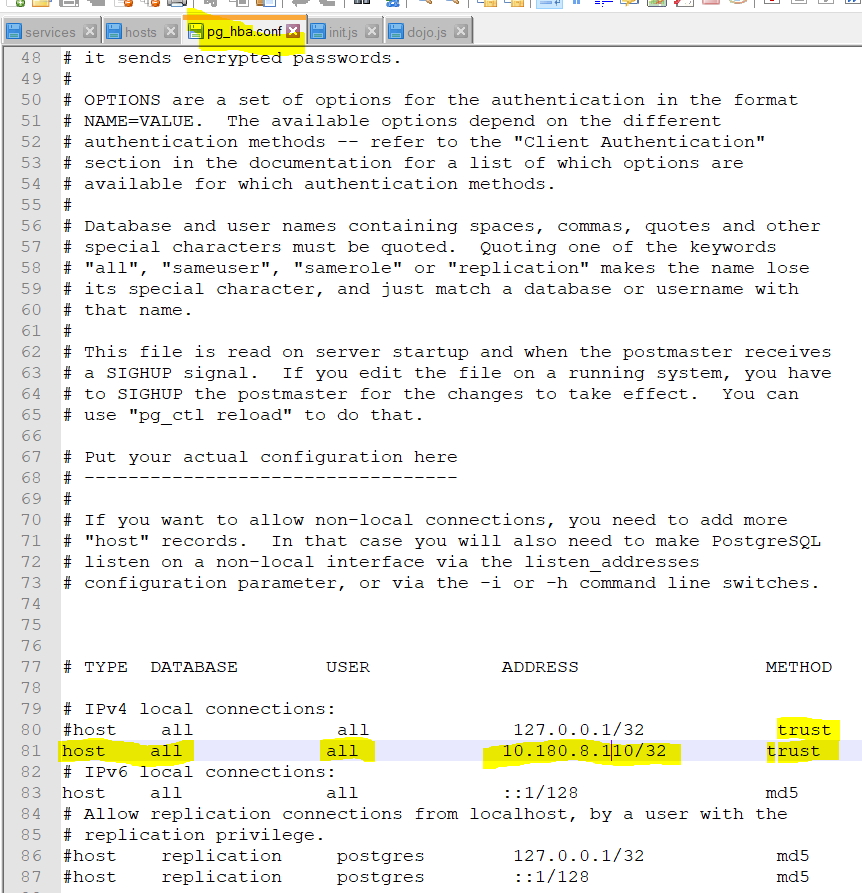 services hosts pg_hba.conf init.js dojo.js
48 # it sends encrypted passwords.
49 #
50 # OPTIONS are a set of options for the authentication in the format
51 # NAME=VALUE.  The available options depend on the different
52 # authentication methods -- refer to the "Client Authentication"
53 # section in the documentation for a list of which options are
54 # available for which authentication methods.
55 #
56 # Database and user names containing spaces, commas, quotes and other
57 # special characters must be quoted.  Quoting one of the keywords
58 # "all", "sameuser", "samerole" or "replication" makes the name lose
59 # its special character, and just match a database or username with
60 # that name.
61 #
62 # This file is read on server startup and when the postmaster receives
63 # a SIGHUP signal.  If you edit the file on a running system, you have
64 # to SIGHUP the postmaster for the changes to take effect.  You can
65 # use "pg_ctl reload" to do that.
66
67 # Put your actual configuration here
68 # ----------------------------------
69 #
70 # If you want to allow non-local connections, you need to add more
71 # "host" records.  In that case you will also need to make PostgreSQL
72 # listen on a non-local interface via the listen_addresses
73 # configuration parameter, or via the -i or -h command line switches.
74
75
76
77 # TYPE  DATABASE        USER            ADDRESS                 METHOD
78
79 # IPv4 local connections:
80 #host    all             all             127.0.0.1/32            trust
81 host    all             all             10.180.8.110/32         trust
82 # IPv6 local connections:
83 host    all             all             ::1/128                 md5
84 # Allow replication connections from localhost, by a user with the
85 # replication privilege.
86 #host    replication     postgres        127.0.0.1/32            md5
87 #host    replication     postgres        ::1/128                 md5